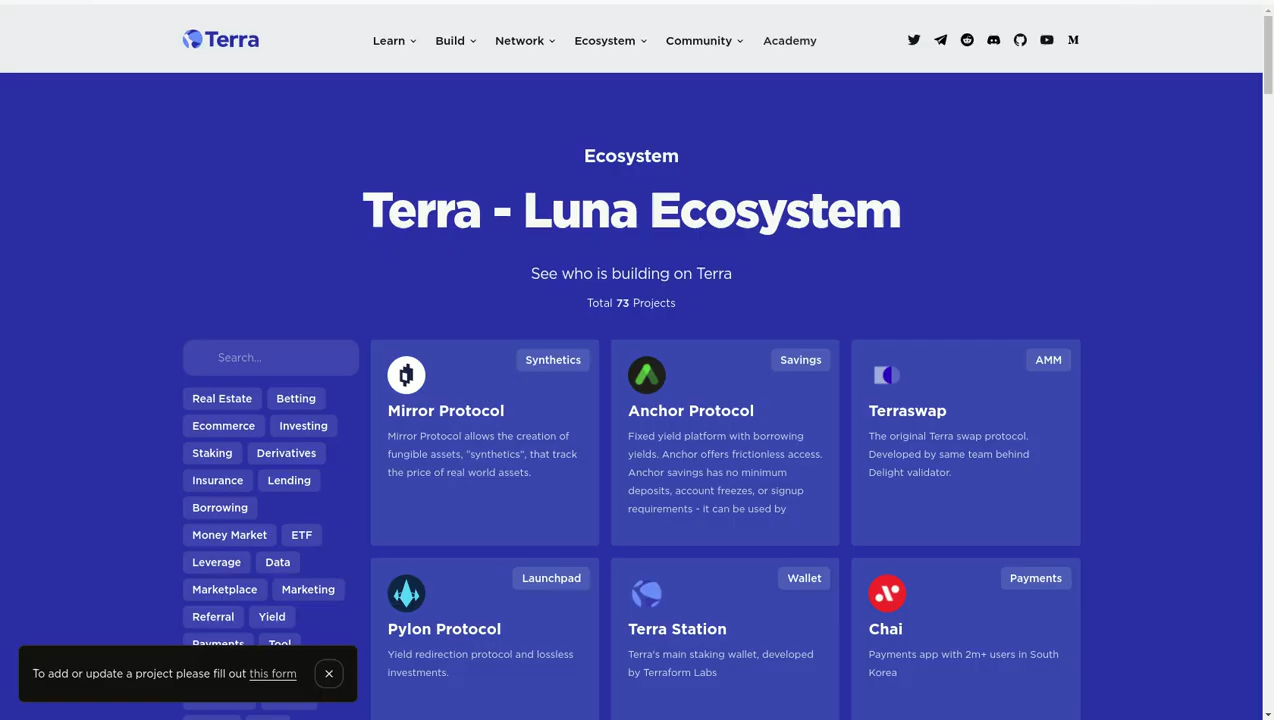 Terra
Learn
Build
Network
Ecosystem
Community
Academy
Ecosystem
Terra - Luna Ecosystem
See who is building on Terra
Total 73 Projects
Search...
Real Estate
Betting
Ecommerce
Investing
Staking
Derivatives
Insurance
Lending
Borrowing
Money Market
ETF
Leverage
Data
Marketplace
Marketing
Referral
Yield
Payments
Tool
Synthetics
Mirror Protocol
Mirror Protocol allows the creation of
fungible assets, "synthetics", that track
the price of real world assets.
Savings
Anchor Protocol
Fixed yield platform with borrowing
yields. Anchor offers frictionless access.
Anchor savings has no minimum
deposits, account freezes, or signup
requirements - it can be used by
AMM
Terraswap
The original Terra swap protocol.
Developed by same team behind
Delight validator.
Launchpad
Pylon Protocol
Yield redirection protocol and lossless
investments.
Wallet
Terra Station
Terra's main staking wallet, developed
by Terraform Labs
Payments
Chai
Payments app with 2m+ users in South
Korea
To add or update a project please fill out this form